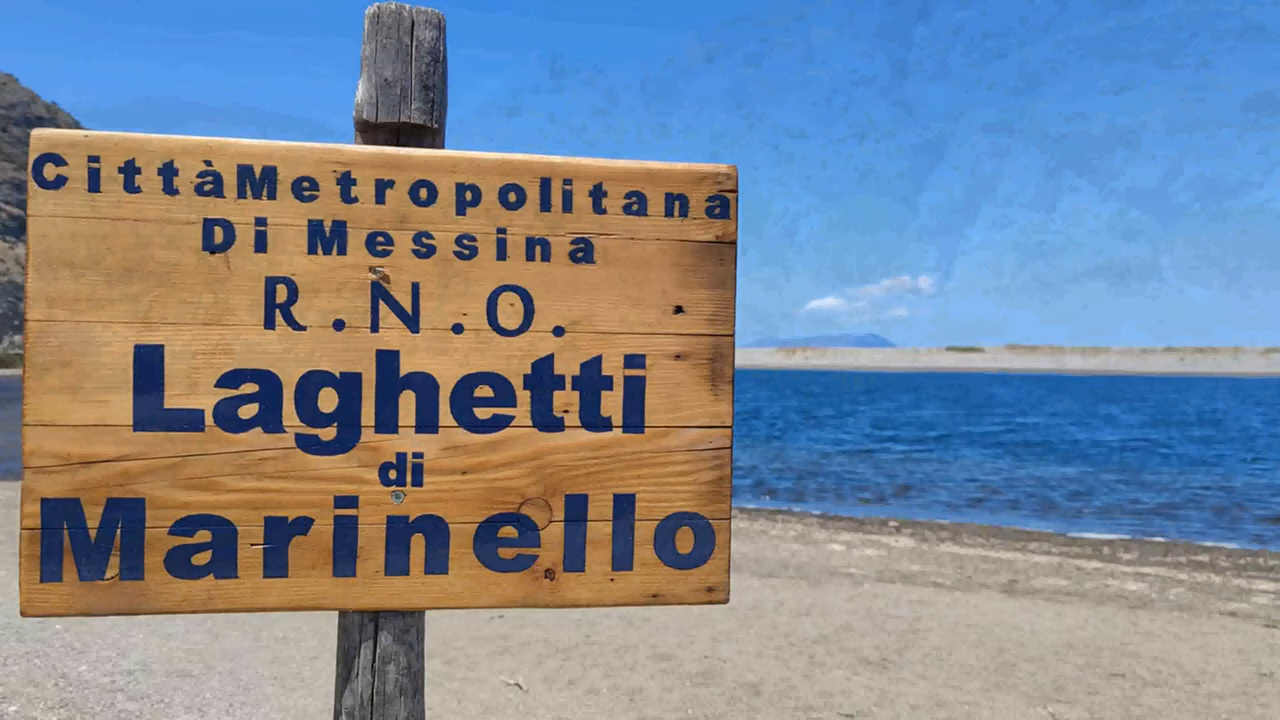 CittàMetropolitana
Di Messina
R.N.O.
Laghetti
di
Marinello